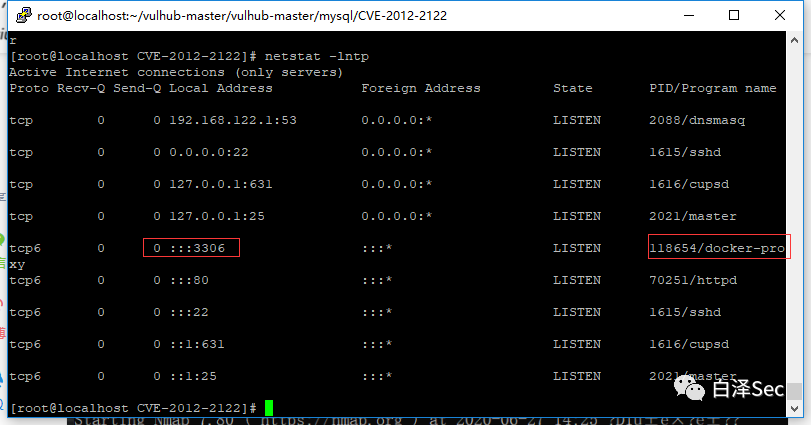 root@localhost:~/vulhub-master/vulhub-master/mysql/CVE-2012-2122
r
[root@localhost CVE-2012-2122]# netstat -lntp
Active Internet connections (only servers)
Proto Recv-Q Send-Q Local Address Foreign Address State PID/Program name
tcp 0 0 192.168.122.1:53 0.0.0.0:* LISTEN 2088/dnsmasq
tcp 0 0 0.0.0.0:22 0.0.0.0:* LISTEN 1615/sshd
tcp 0 0 127.0.0.1:631 0.0.0.0:* LISTEN 1616/cupsd
tcp 0 0 127.0.0.1:25 0.0.0.0:* LISTEN 2021/master
tcp6 0 0 :::3306 :::* LISTEN 118654/docker-pro
xy
tcp6 0 0 :::80 :::* LISTEN 70251/httpd
tcp6 0 0 :::22 :::* LISTEN 1615/sshd
tcp6 0 0 ::1:631 :::* LISTEN 1616/cupsd
tcp6 0 0 ::1:25 :::* LISTEN 2021/master
白泽Sec
[root@localhost CVE-2012-2122]#
Starting Nmap 7.80 ( https://nmap.org ) at 2020-06-27 14:25